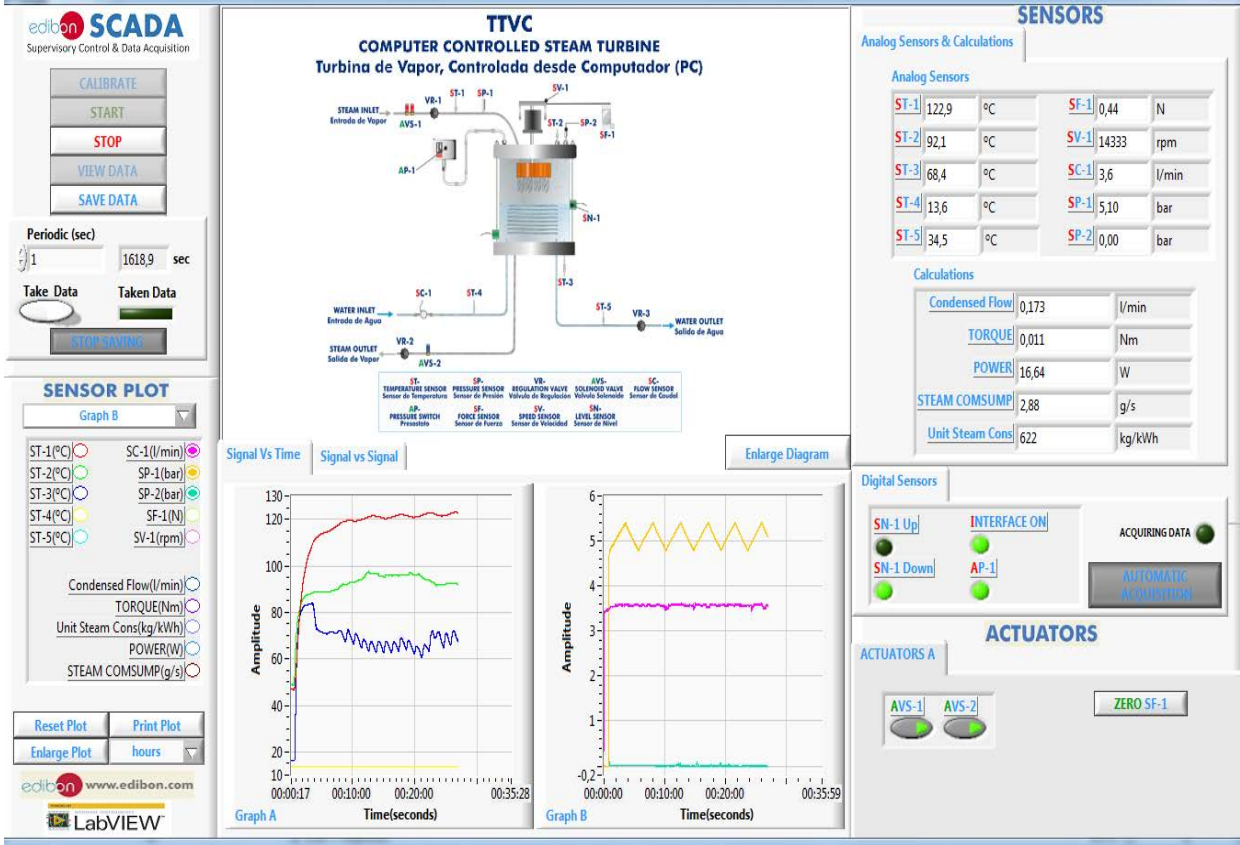 edibon SCADA
Supervisory Control & Data Acquisition
CALIBRATE
START
STOP
VIEW DATA
SAVE DATA
Periodic (sec)
1 1618,9 sec
Take Data Taken Data
STOP SAVING
SENSOR PLOT
Graph B
ST-1(ºC) SC-1(l/min)
ST-2(ºC) SP-1(bar)
ST-3(ºC) SP-2(bar)
ST-4(ºC) SF-1(N)
ST-5(ºC) SV-1(rpm)
Condensed Flow(l/min)
TORQUE(Nm)
Unit Steam Cons(kg/kWh)
POWER(W)
STEAM COMSUMP(g/s)
Reset Plot Print Plot
Enlarge Plot hours
edibon www.edibon.com
LabVIEW
TTVC
COMPUTER CONTROLLED STEAM TURBINE
Turbina de Vapor, Controlada desde Computador (PC)
STEAM INLET
Entrada de Vapor
AVS-1
VR-1
ST-1
SP-1
SV-1
ST-2
SP-2
SF-1
AP-1
SN-1
SC-1
ST-4
ST-3
ST-5
VR-3
WATER INLET
Entrada de Agua
WATER OUTLET
Salida de Agua
STEAM OUTLET
Salida de Vapor
VR-2
AVS-2
ST- SP- VR- AVS- SC-
TEMPERATURE SENSOR PRESSURE SENSOR REGULATION VALVE SOLENOID VALVE FLOW SENSOR
Sensor de Temperatura Sensor de Presión Válvula de Regulación Valvula Solenoide Sensor de Caudal
AP- SF- SV- SN-
PRESSURE SWITCH FORCE SENSOR SPEED SENSOR LEVEL SENSOR
Presostato Sensor de Fuerza Sensor de Velocidad Sensor de Nivel
Signal Vs Time Signal vs Signal Enlarge Diagram
130
120
100
80
60
40
20
10
Amplitude
00:00:17 00:10:00 00:20:00 00:35:28
Graph A Time(seconds)
6
5
4
3
2
1
-0,2
Amplitude
00:00:00 00:10:00 00:20:00 00:35:59
Graph B Time(seconds)
SENSORS
Analog Sensors & Calculations
Analog Sensors
ST-1 122,9 ºC SF-1 0,44 N
ST-2 92,1 ºC SV-1 14333 rpm
ST-3 68,4 ºC SC-1 3,6 l/min
ST-4 13,6 ºC SP-1 5,10 bar
ST-5 34,5 ºC SP-2 0,00 bar
Calculations
Condensed Flow 0,173 l/min
TORQUE 0,011 Nm
POWER 16,64 W
STEAM COMSUMP 2,88 g/s
Unit Steam Cons 622 kg/kWh
Digital Sensors
SN-1 Up INTERFACE ON
SN-1 Down AP-1
ACQUIRING DATA
AUTOMATIC
ACQUISITION
ACTUATORS
ACTUATORS A
AVS-1 AVS-2
ZERO SF-1